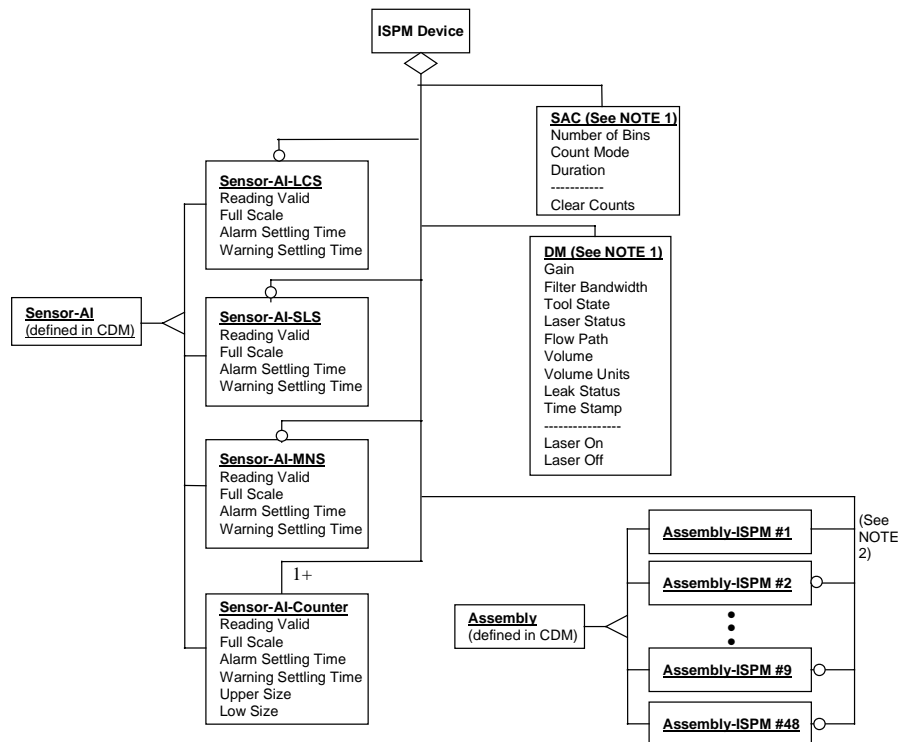 ISPM Device
SAC (See NOTE 1)
Number of Bins
Count Mode
Duration
-----------
Clear Counts
Sensor-AI-LCS
Reading Valid
Full Scale
Alarm Settling Time
Warning Settling Time
DM (See NOTE 1)
Gain
Filter Bandwidth
Tool State
Laser Status
Flow Path
Volume
Volume Units
Leak Status
Time Stamp
----------------
Laser On
Laser Off
Sensor-AI
(defined in CDM)
Sensor-AI-SLS
Reading Valid
Full Scale
Alarm Settling Time
Warning Settling Time
Sensor-AI-MNS
Reading Valid
Full Scale
Alarm Settling Time
Warning Settling Time
1+
Sensor-AI-Counter
Reading Valid
Full Scale
Alarm Settling Time
Warning Settling Time
Upper Size
Low Size
Assembly
(defined in CDM)
Assembly-ISPM #1
Assembly-ISPM #2
Assembly-ISPM #9
Assembly-ISPM #48
(See
NOTE
2)